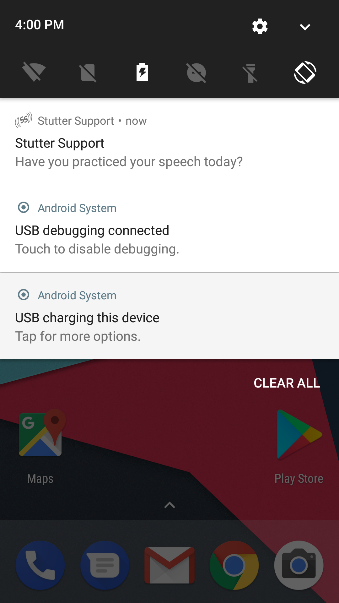 4:00 PM
Stutter Support • now
Stutter Support
Have you practiced your speech today?
Android System
USB debugging connected
Touch to disable debugging.
Android System
USB charging this device
Tap for more options.
CLEAR ALL
G
Maps
Play Store